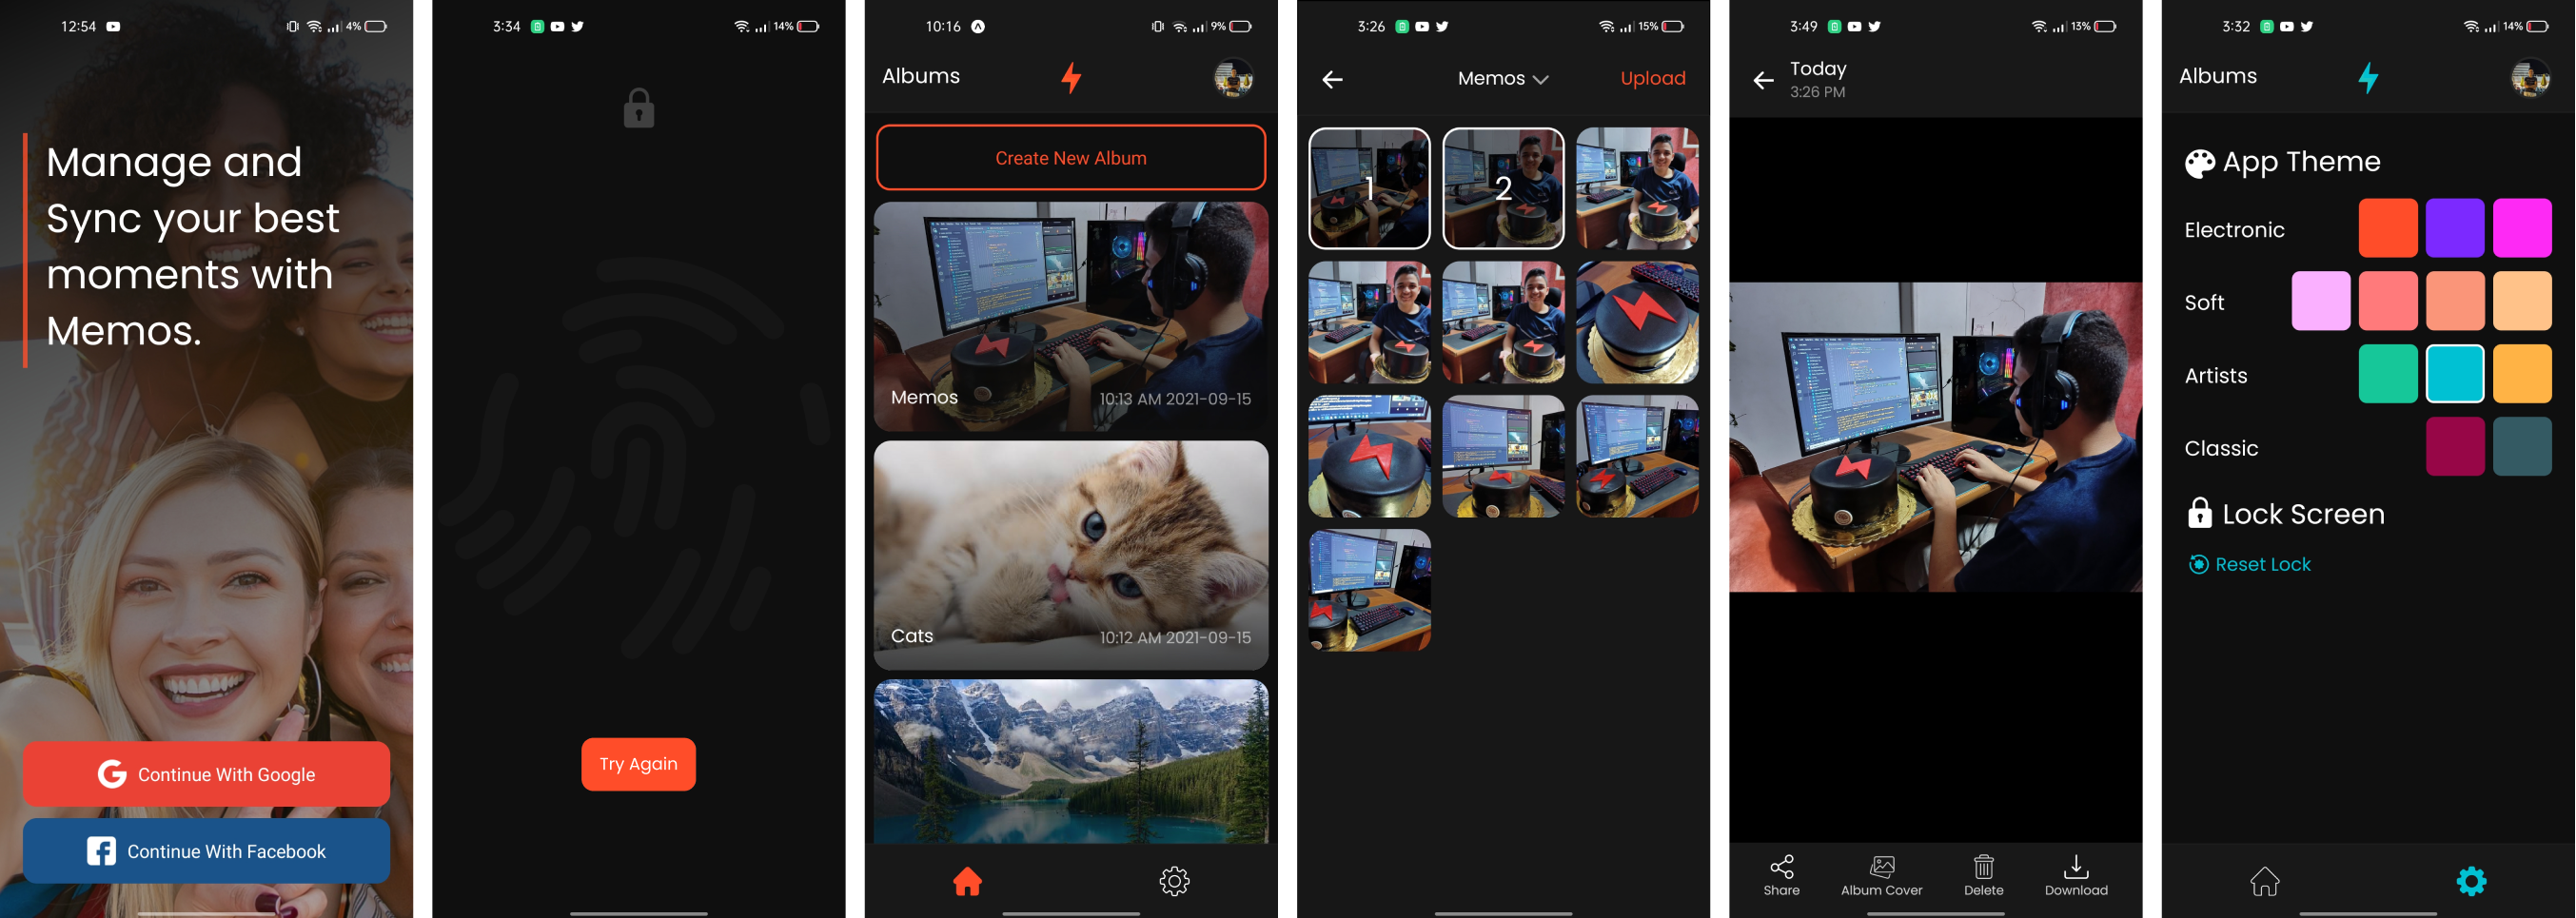 12:54
4%
Manage and
Sync your best
moments with
Memos.
Continue With Google
Continue With Facebook
3:34
14%
Try Again
10:16
9%
Albums
Create New Album
Memos 10:13 AM 2021-09-15
Cats 10:12 AM 2021-09-15
3:26
15%
Memos
Upload
1
2
3:49
13%
Today
3:26 PM
Share
Album Cover
Delete
Download
3:32
14%
Albums
App Theme
Electronic
Soft
Artists
Classic
Lock Screen
Reset Lock